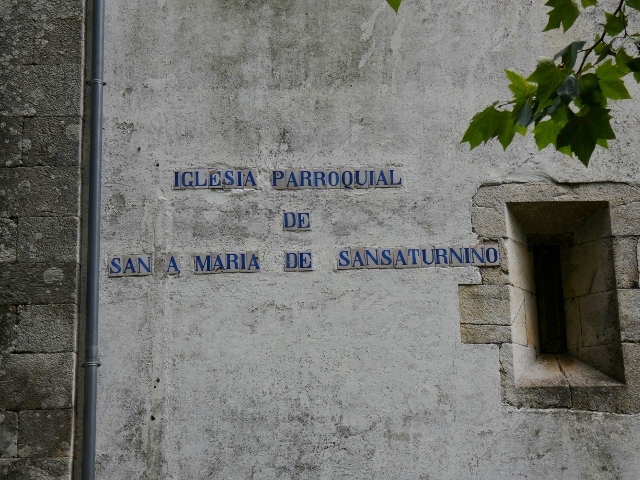 IGLESIA PARROQUIAL
DE
SAN A MARIA DE SANSATURNINO